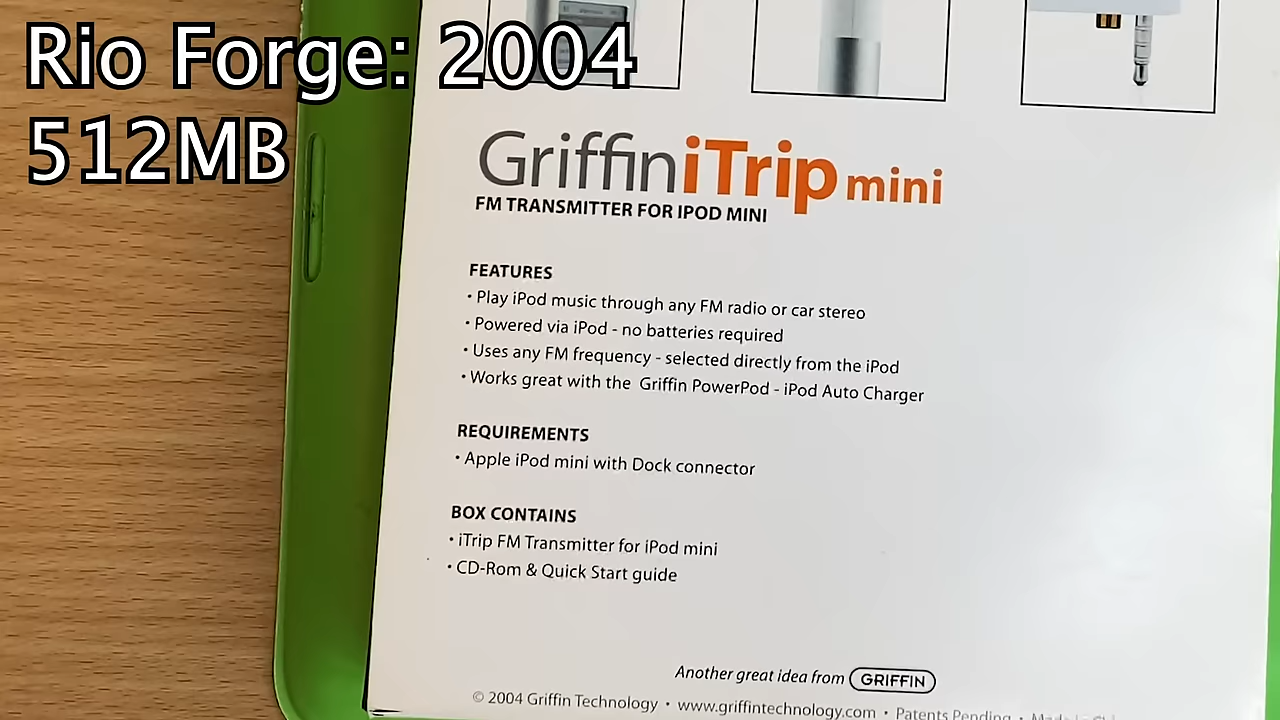 Rio Forge: 2004
512MB
Griffin iTrip mini
FM TRANSMITTER FOR IPOD MINI
FEATURES
• Play iPod music through any FM radio or car stereo
• Powered via iPod - no batteries required
• Uses any FM frequency - selected directly from the iPod
• Works great with the Griffin PowerPod - iPod Auto Charger
REQUIREMENTS
• Apple iPod mini with Dock connector
BOX CONTAINS
• iTrip FM Transmitter for iPod mini
• CD-Rom & Quick Start guide
Another great idea from GRIFFIN
© 2004 Griffin Technology • www.griffintechnology.com • Patents Pending •